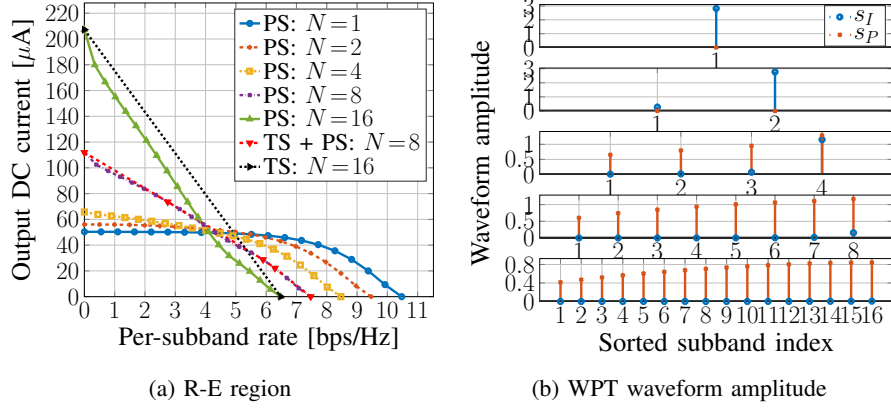 220
200
180
160
140
120
100
80
60
40
20
0
0 1 2 3 4 5 6 7 8 9 10 11
Output DC current [μA]
Per-subband rate [bps/Hz]
PS: N = 1
PS: N = 2
PS: N = 4
PS: N = 8
PS: N = 16
TS + PS: N = 8
TS: N = 16
(a) R-E region
Waveform amplitude
s_I
s_P
3
2
1
0
1
3
2
1
0
1 2
1
0.5
0
1 2 3 4
1
0.5
0
1 2 3 4 5 6 7 8
0.8
0.4
0
1 2 3 4 5 6 7 8 9 10 11 12 13 14 15 16
Sorted subband index
(b) WPT waveform amplitude